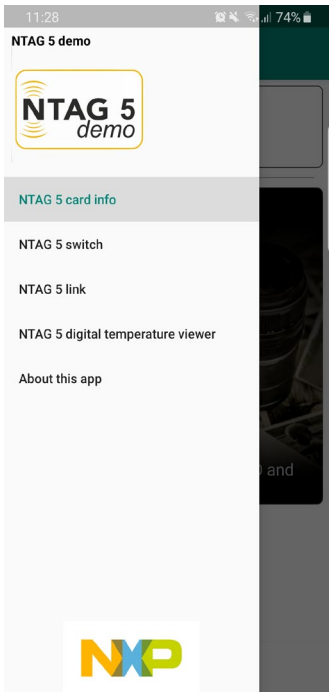 11:28
74%
NTAG 5 demo
NTAG 5
demo
NTAG 5 card info
NTAG 5 switch
NTAG 5 link
NTAG 5 digital temperature viewer
About this app
and
NXP